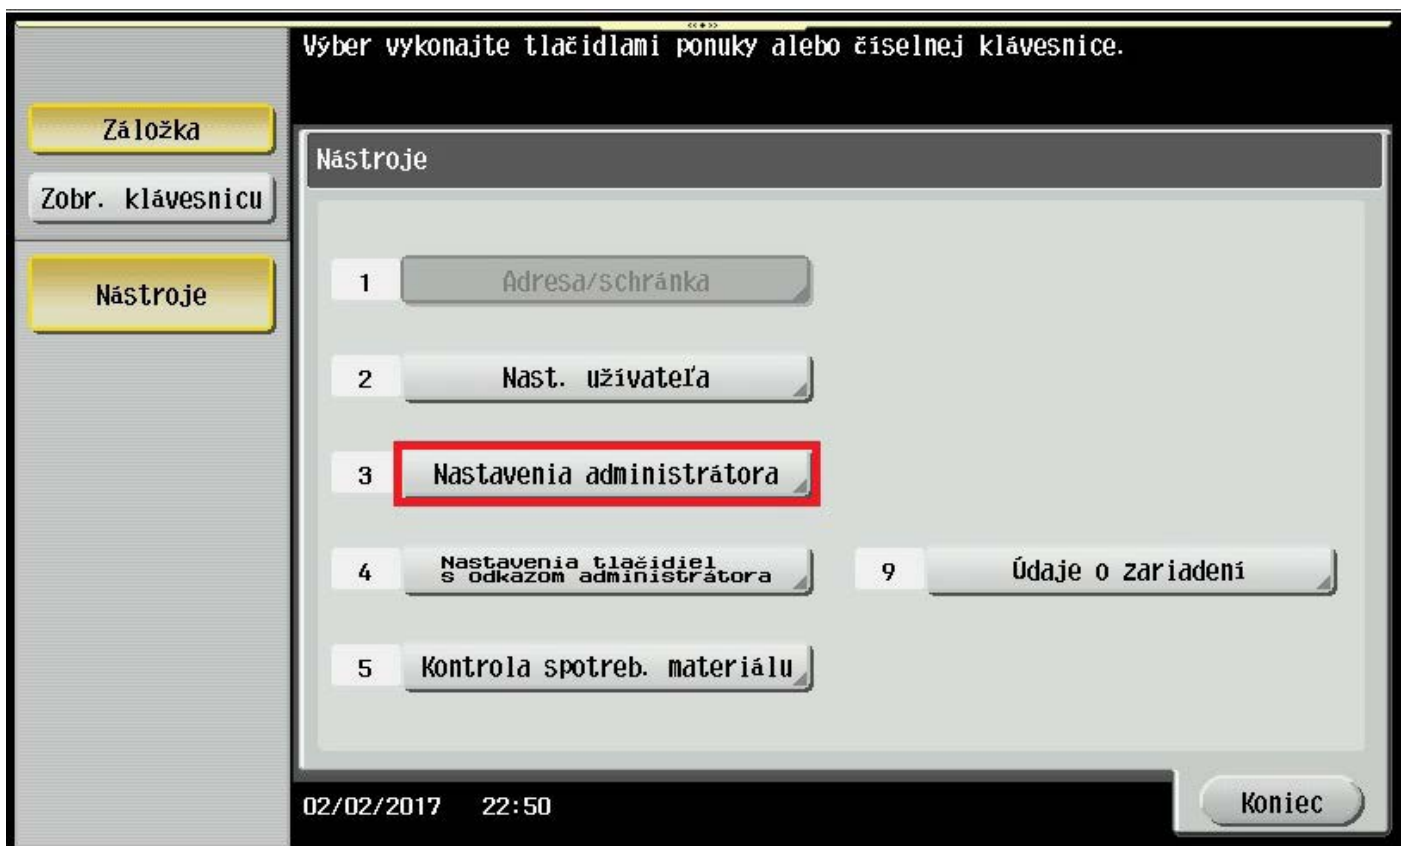 Výber vykonajte tlačidlami ponuky alebo číselnej klávesnice.
Záložka
Zobr. klávesnicu
Nástroje
Nástroje
1 Adresa/schránka
2 Nast. užívateľa
3 Nastavenia administrátora
4 Nastavenia tlačidiel
s odkazom administrátora
9 Údaje o zariadení
5 Kontrola spotreb. materiálu
02/02/2017 22:50
Koniec